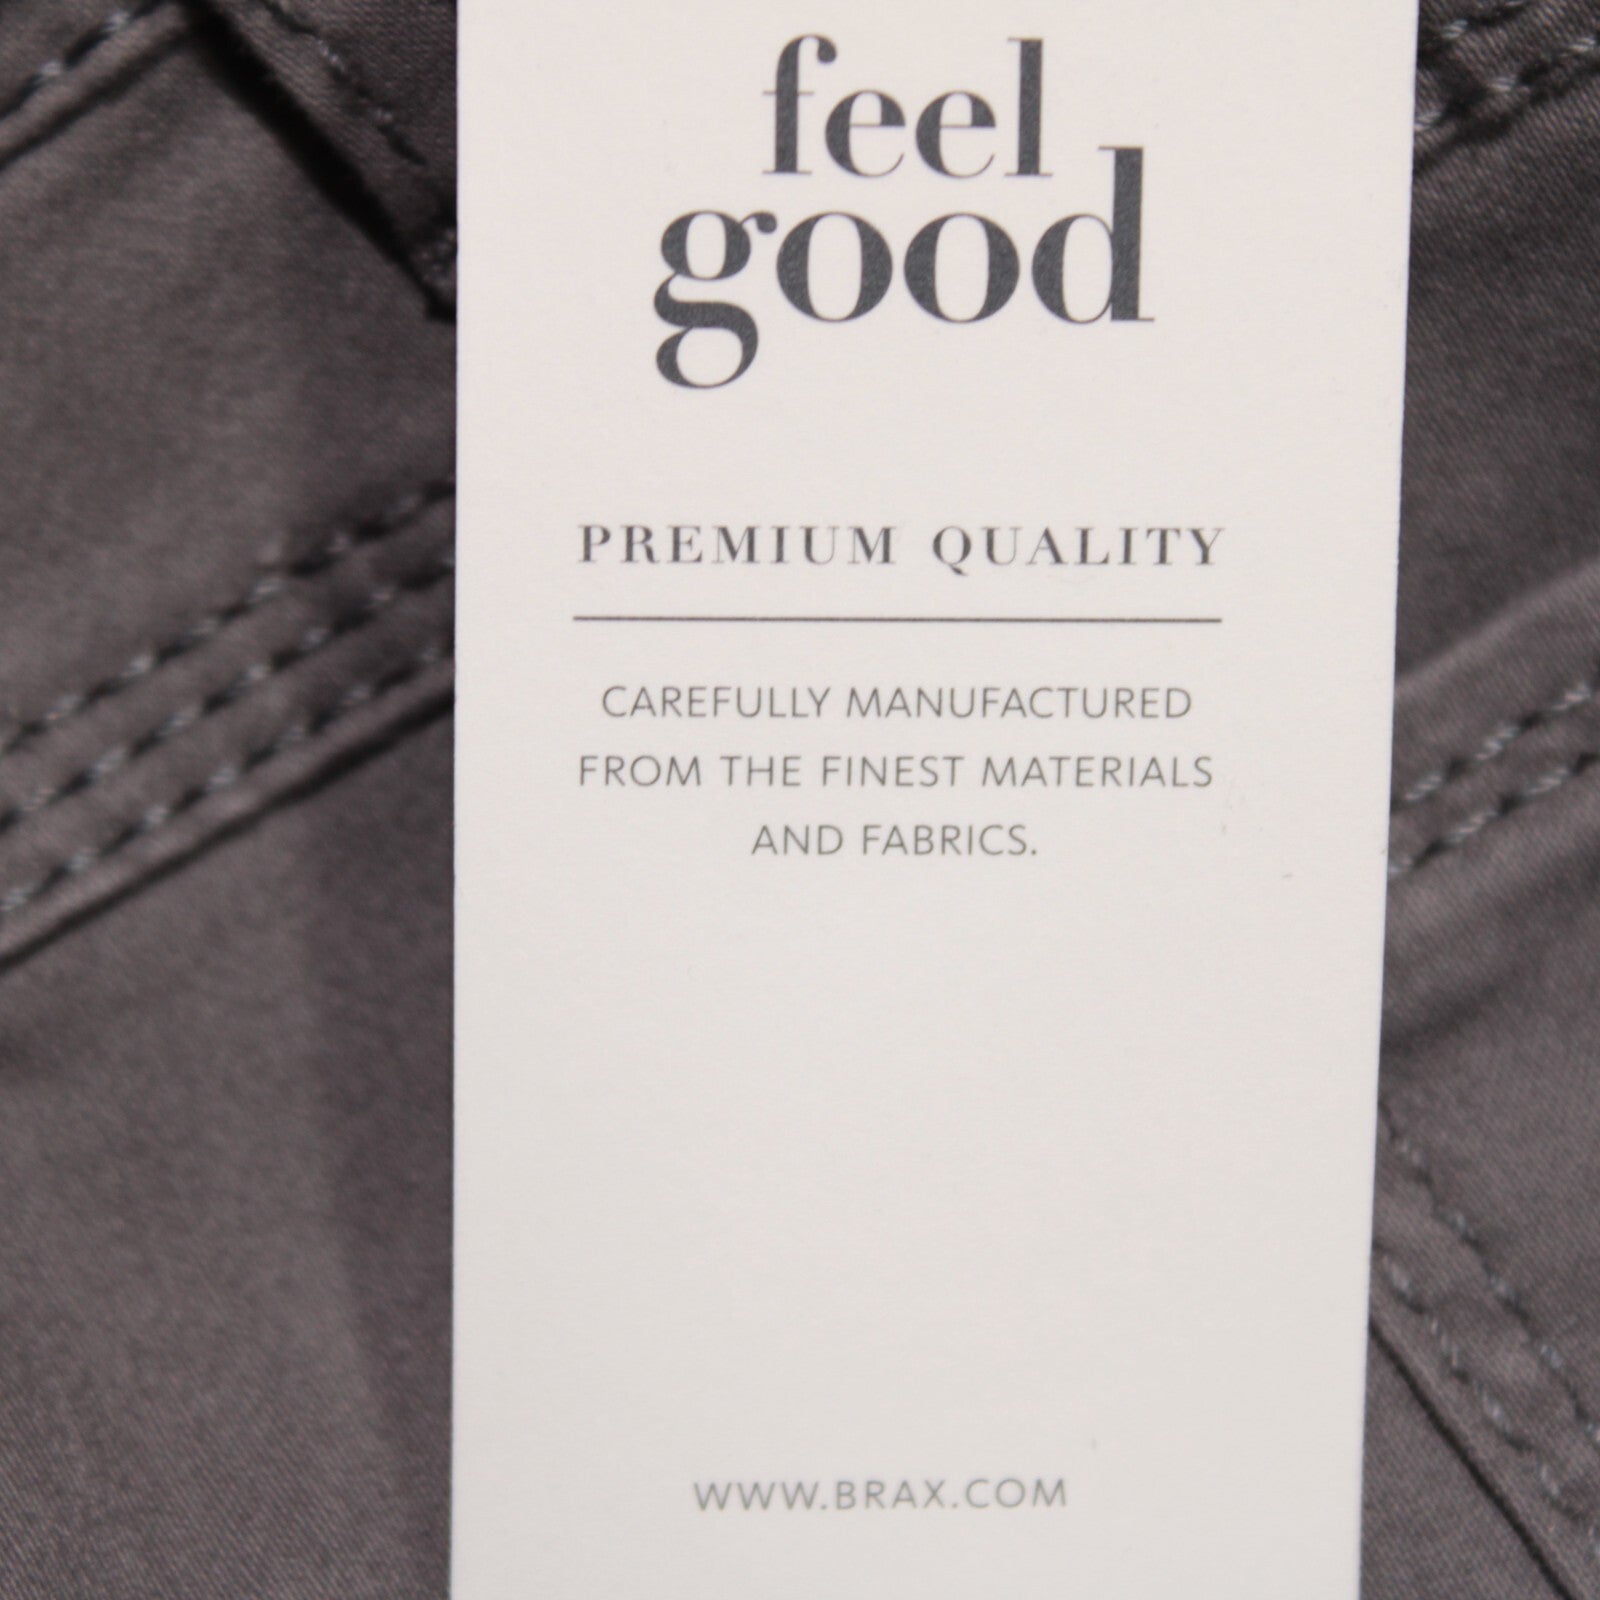 feel
good
PREMIUM QUALITY
CAREFULLY MANUFACTURED
FROM THE FINEST MATERIALS
AND FABRICS.
WWW.BRAX.COM